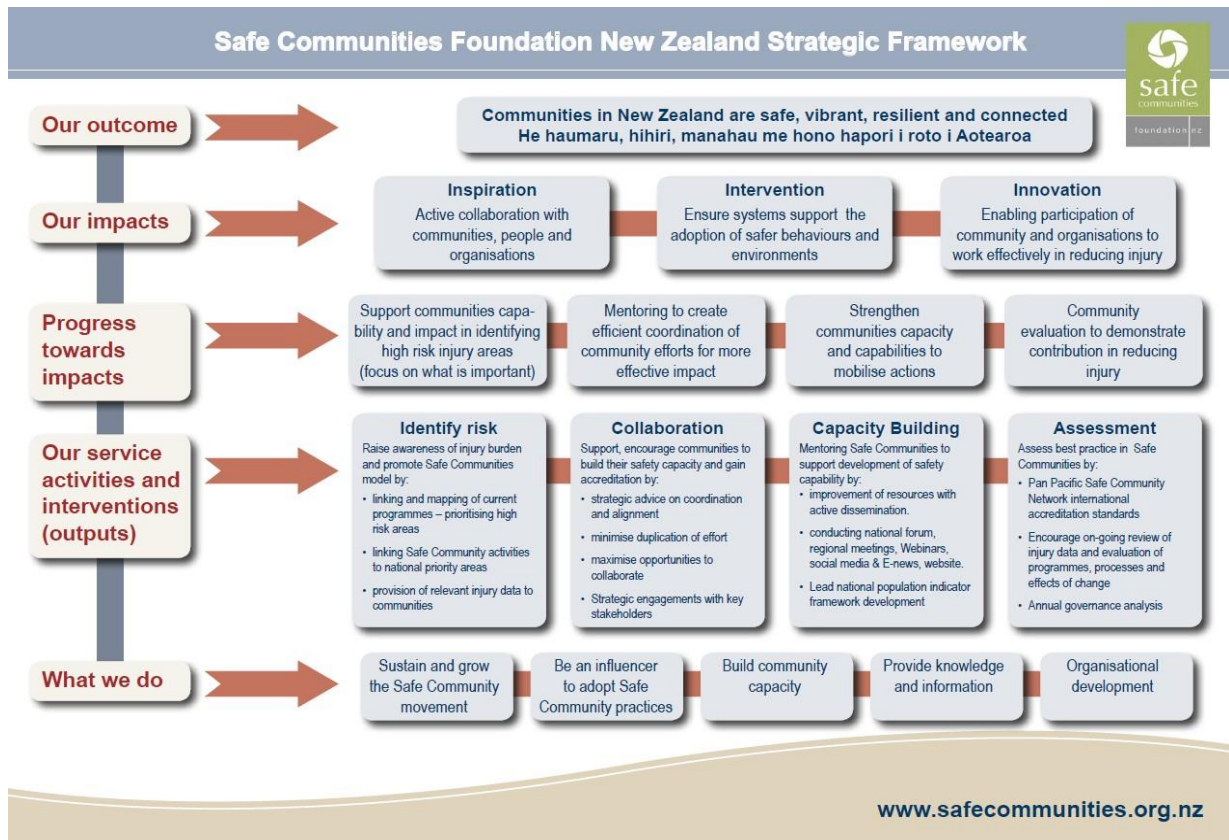 Safe Communities Foundation New Zealand Strategic Framework
safe
communities
foundation nz
Our outcome
Communities in New Zealand are safe, vibrant, resilient and connected
He haumaru, hihiri, manahau me hono hapori i roto i Aotearoa
Our impacts
Inspiration
Active collaboration with
communities, people and
organisations
Intervention
Ensure systems support the
adoption of safer behaviours and
environments
Innovation
Enabling participation of
community and organisations to
work effectively in reducing injury
Progress
towards
impacts
Support communities capa-
bility and impact in identifying
high risk injury areas
(focus on what is important)
Mentoring to create
efficient coordination of
community efforts for more
effective impact
Strengthen
communities capacity
and capabilities to
mobilise actions
Community
evaluation to demonstrate
contribution in reducing
injury
Our service
activities and
interventions
(outputs)
Identify risk
Raise awareness of injury burden
and promote Safe Communities
model by:
• linking and mapping of current
programmes – prioritising high
risk areas
• linking Safe Community activities
to national priority areas
• provision of relevant injury data to
communities
Collaboration
Support, encourage communities to
build their safety capacity and gain
accreditation by:
• strategic advice on coordination
and alignment
• minimise duplication of effort
• maximise opportunities to
collaborate
• Strategic engagements with key
stakeholders
Capacity Building
Mentoring Safe Communities to
support development of safety
capability by:
• improvement of resources with
active dissemination.
• conducting national forum,
regional meetings, Webinars,
social media & E-news, website.
• Lead national population indicator
framework development
Assessment
Assess best practice in Safe
Communities by:
• Pan Pacific Safe Community
Network international
accreditation standards
• Encourage on-going review of
injury data and evaluation of
programmes, processes and
effects of change
• Annual governance analysis
What we do
Sustain and grow
the Safe Community
movement
Be an influencer
to adopt Safe
Community practices
Build community
capacity
Provide knowledge
and information
Organisational
development
www.safecommunities.org.nz